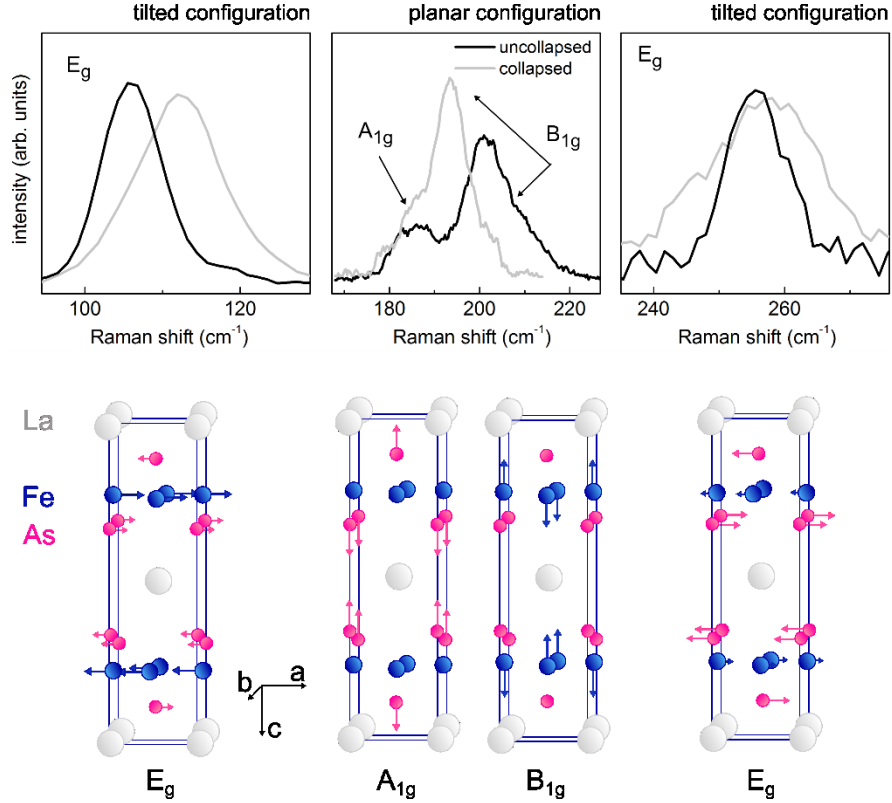 tilted configuration
planar configuration
tilted configuration
intensity (arb. units)
Eg
A1g
B1g
uncollapsed
collapsed
Eg
100 120
180 200 220
240 260
Raman shift (cm-1)
Raman shift (cm-1)
Raman shift (cm-1)
La
Fe
As
b a
c
Eg
A1g
B1g
Eg